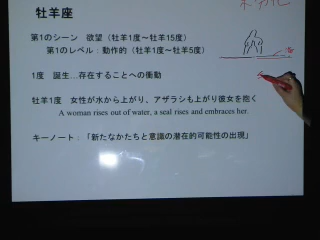 牡羊座
第1のシーン　欲望（牡羊1度〜牡羊15度）
第1のレベル：動作的（牡羊1度〜牡羊5度）
1度　誕生…存在することへの衝動
牡羊1度　女性が水から上がり、アザラシも上がり彼女を抱く
A woman rises out of water, a seal rises and embraces her.
キーノート：「新たなかたちと意識の潜在的可能性の出現」